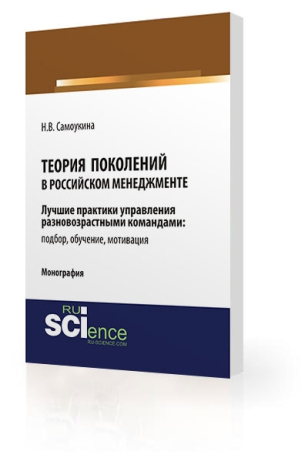 Н.В. Самоукина
ТЕОРИЯ ПОКОЛЕНИЙ
В РОССИЙСКОМ МЕНЕДЖМЕНТЕ
Лучшие практики управления
разновозрастными командами:
подбор, обучение, мотивация
Монография
RU
SCIence
RU-SCIENCE.COM